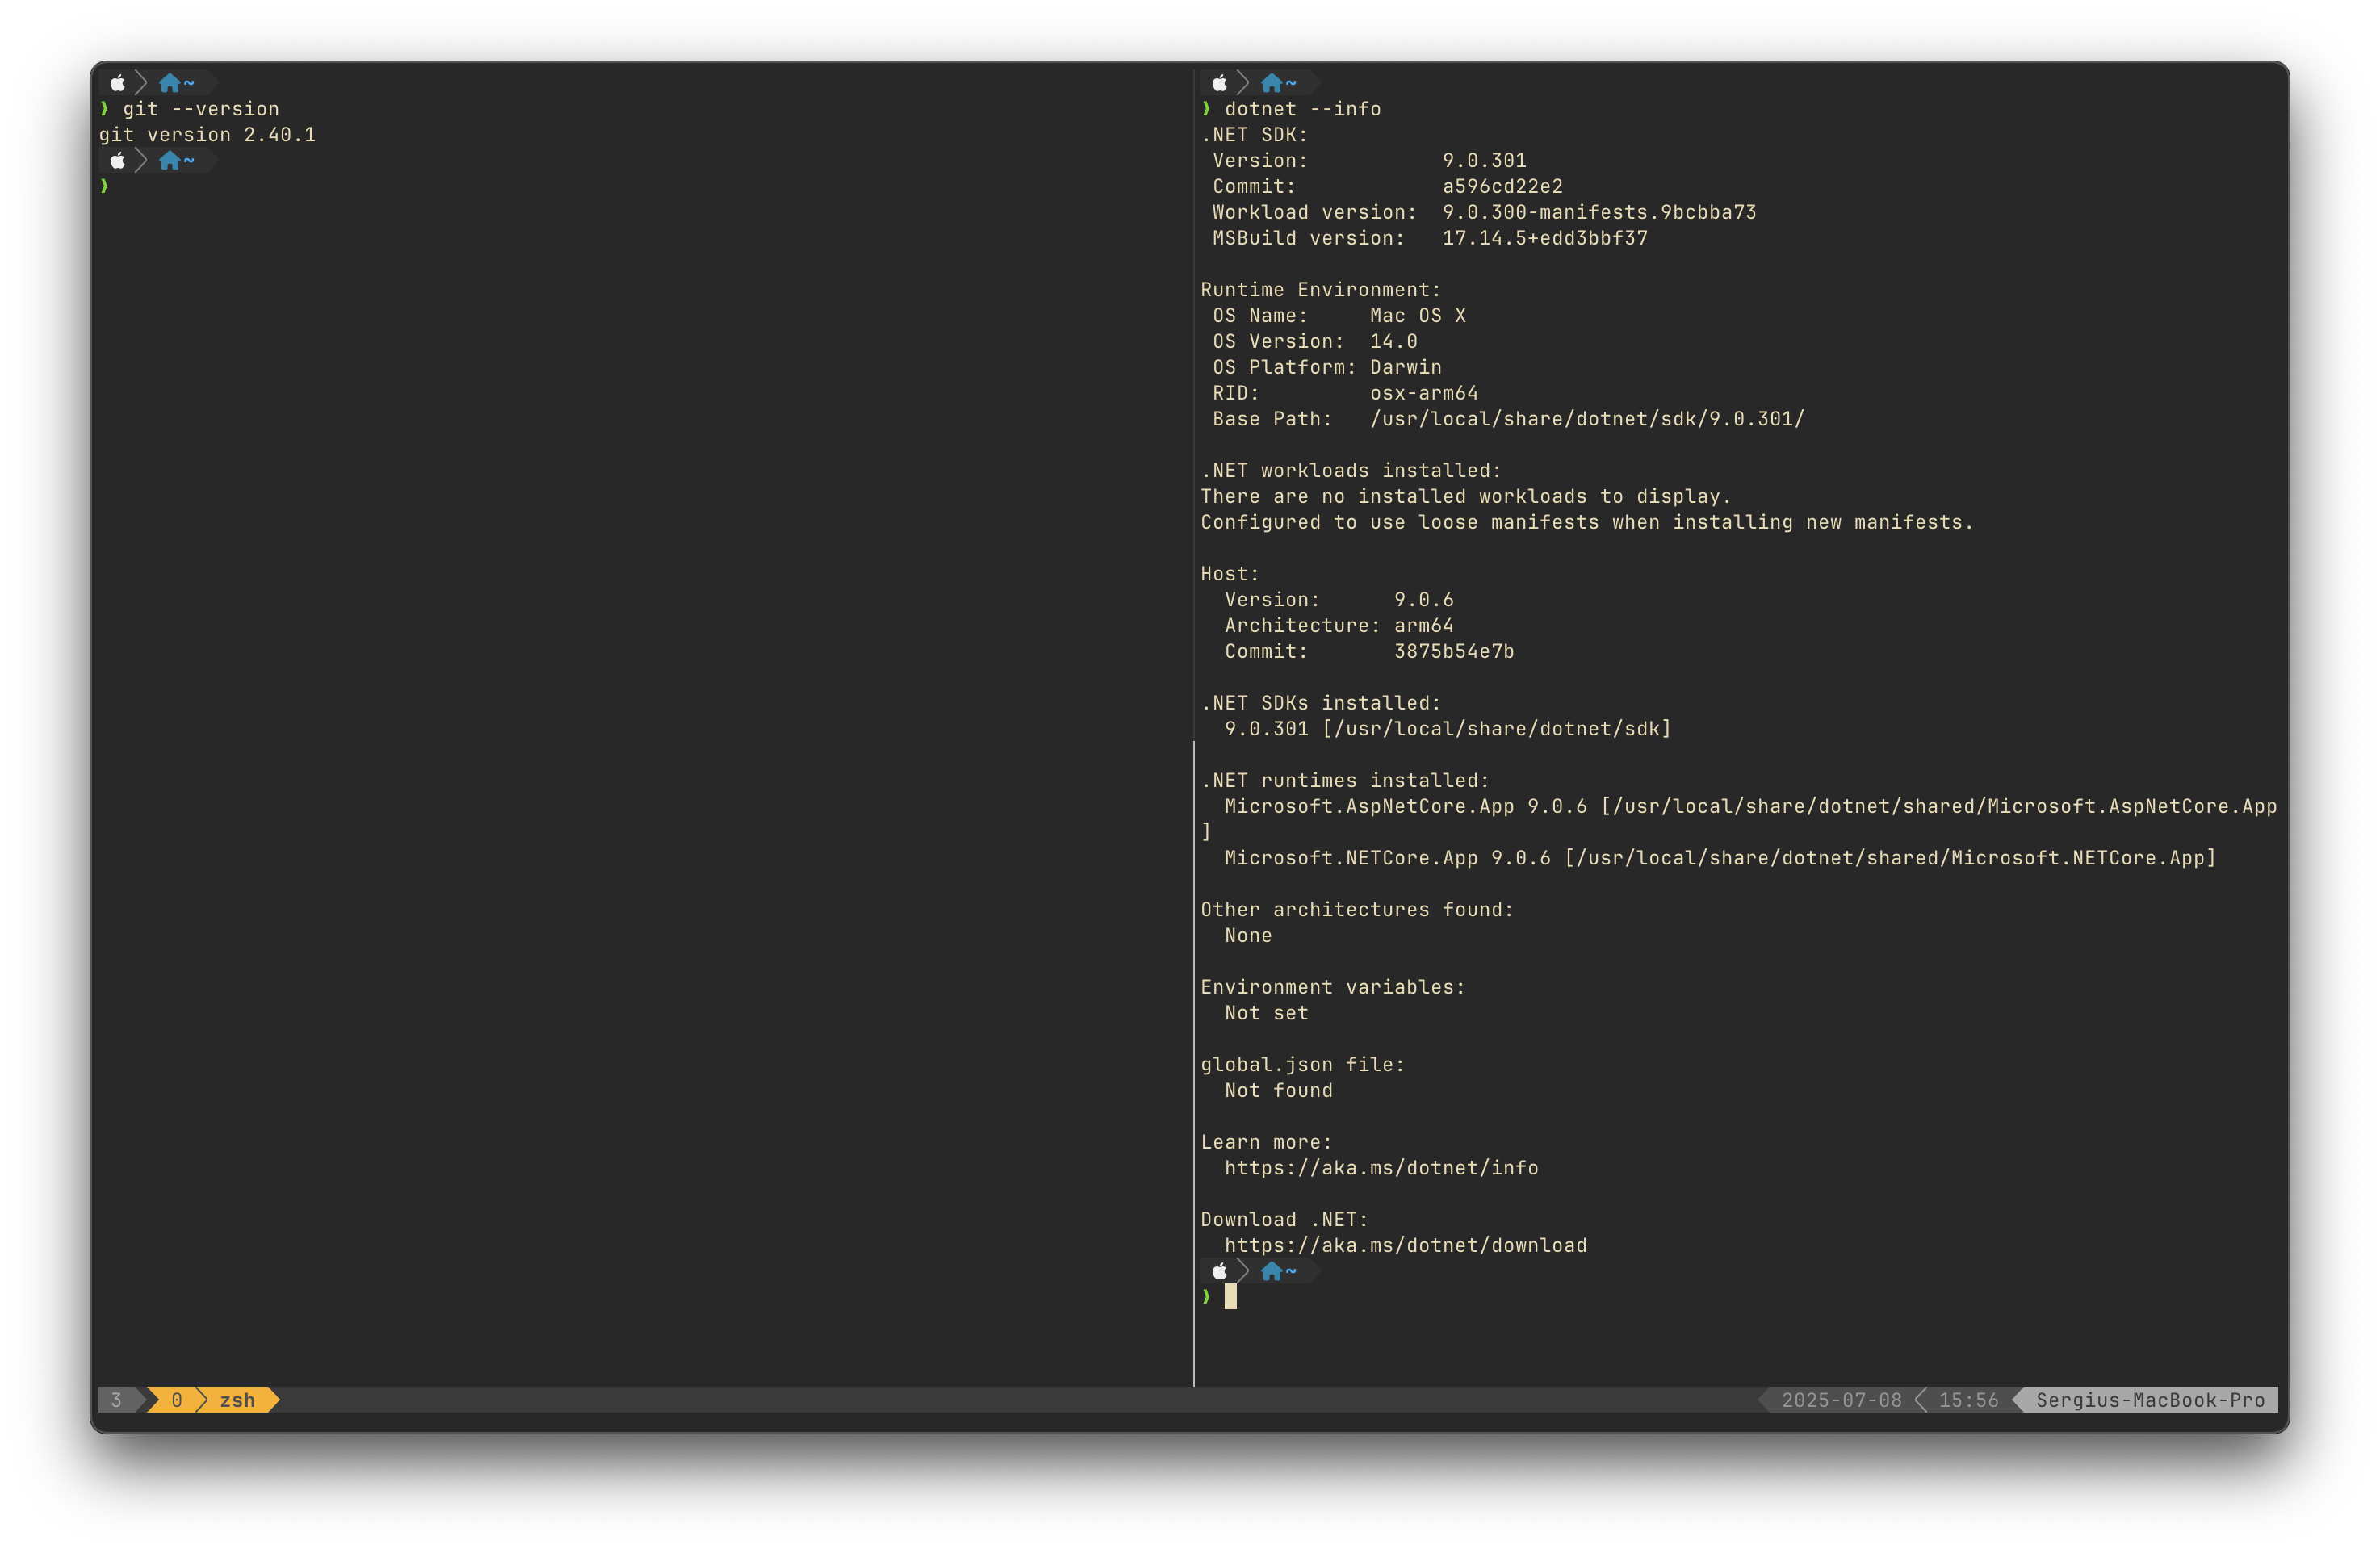 ~
❫ git --version
git version 2.40.1
~
❫
~
❫ dotnet --info
.NET SDK:
 Version:           9.0.301
 Commit:            a596cd22e2
 Workload version:  9.0.300-manifests.9bcbba73
 MSBuild version:   17.14.5+edd3bbf37

Runtime Environment:
 OS Name:     Mac OS X
 OS Version:  14.0
 OS Platform: Darwin
 RID:         osx-arm64
 Base Path:   /usr/local/share/dotnet/sdk/9.0.301/

.NET workloads installed:
There are no installed workloads to display.
Configured to use loose manifests when installing new manifests.

Host:
  Version:      9.0.6
  Architecture: arm64
  Commit:       3875b54e7b

.NET SDKs installed:
  9.0.301 [/usr/local/share/dotnet/sdk]

.NET runtimes installed:
  Microsoft.AspNetCore.App 9.0.6 [/usr/local/share/dotnet/shared/Microsoft.AspNetCore.App
]
  Microsoft.NETCore.App 9.0.6 [/usr/local/share/dotnet/shared/Microsoft.NETCore.App]

Other architectures found:
  None

Environment variables:
  Not set

global.json file:
  Not found

Learn more:
  https://aka.ms/dotnet/info

Download .NET:
  https://aka.ms/dotnet/download
~
❫
3 0 zsh 2025-07-08 15:56 Sergius-MacBook-Pro